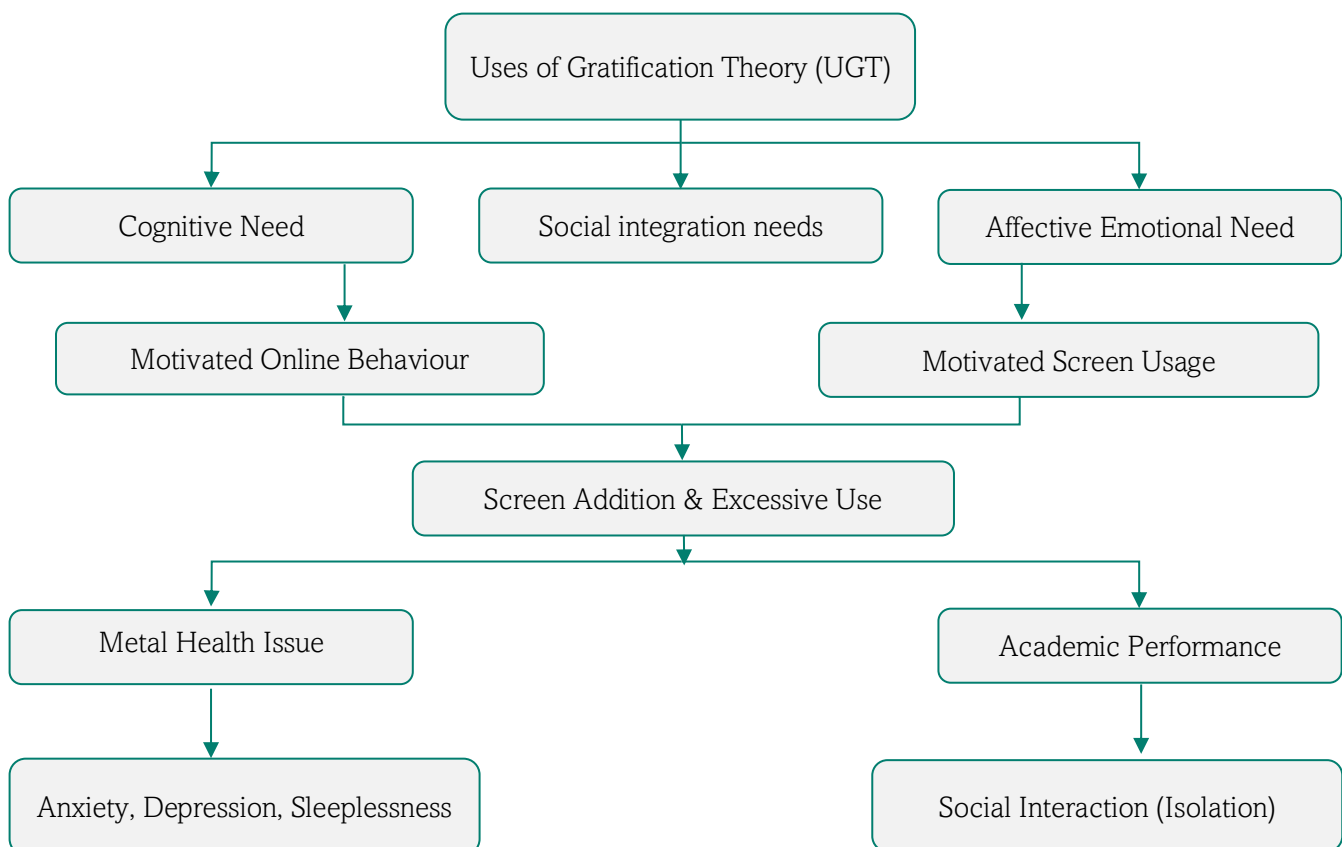 Uses of Gratification Theory (UGT)
Cognitive Need
Social integration needs
Affective Emotional Need
Motivated Online Behaviour
Motivated Screen Usage
Screen Addition & Excessive Use
Metal Health Issue
Academic Performance
Anxiety, Depression, Sleeplessness
Social Interaction (Isolation)